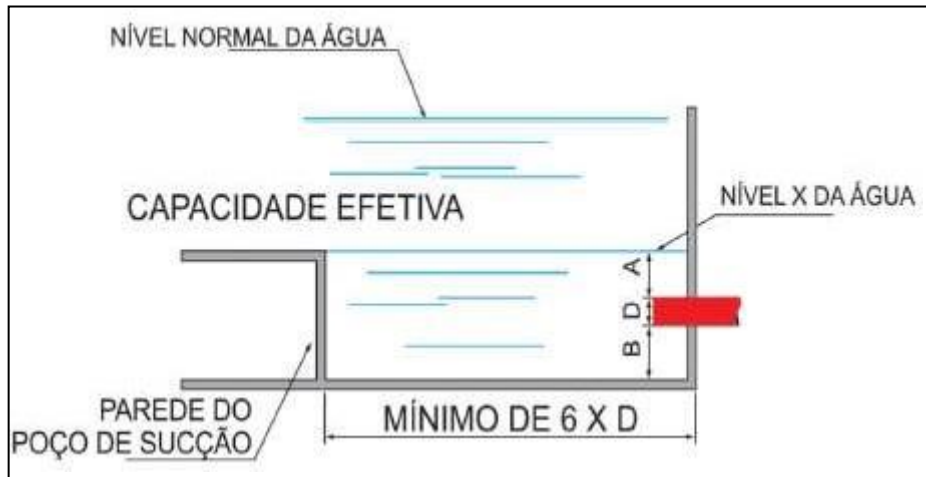 NÍVEL NORMAL DA ÁGUA
CAPACIDADE EFETIVA
NÍVEL X DA ÁGUA
A
D
B
PAREDE DO
POÇO DE SUCÇÃO
MÍNIMO DE 6 X D